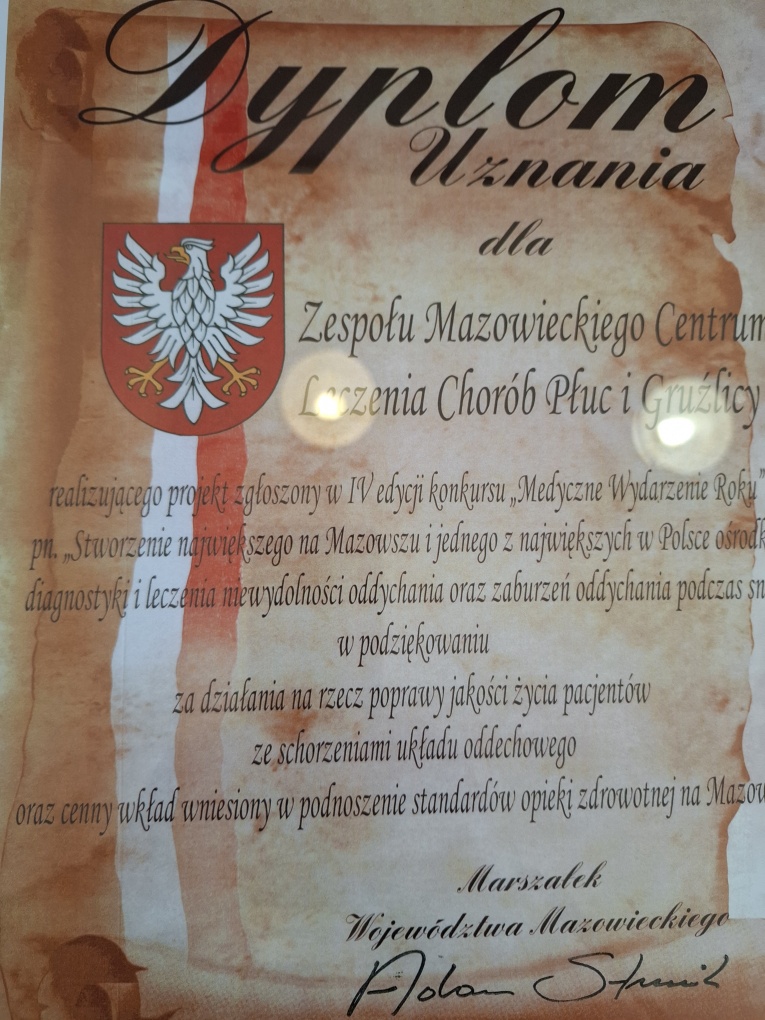 Dyplom
Uznania
dla
Zespołu Mazowieckiego Centrum
Leczenia Chorób Płuc i Gruźlicy
realizującego projekt zgłoszony w IV edycji konkursu „Medyczne Wydarzenie Roku"
pn. „Stworzenie największego na Mazowszu i jednego z największych w Polsce ośrodk
diagnostyki i leczenia niewydolności oddychania oraz zaburzeń oddychania podczas sn
w podziękowaniu
za działania na rzecz poprawy jakości życia pacjentów
ze schorzeniami układu oddechowego
oraz cenny wkład wniesiony w podnoszenie standardów opieki zdrowotnej na Mazow
Marszałek
Województwa Mazowieckiego
Adam Struzik